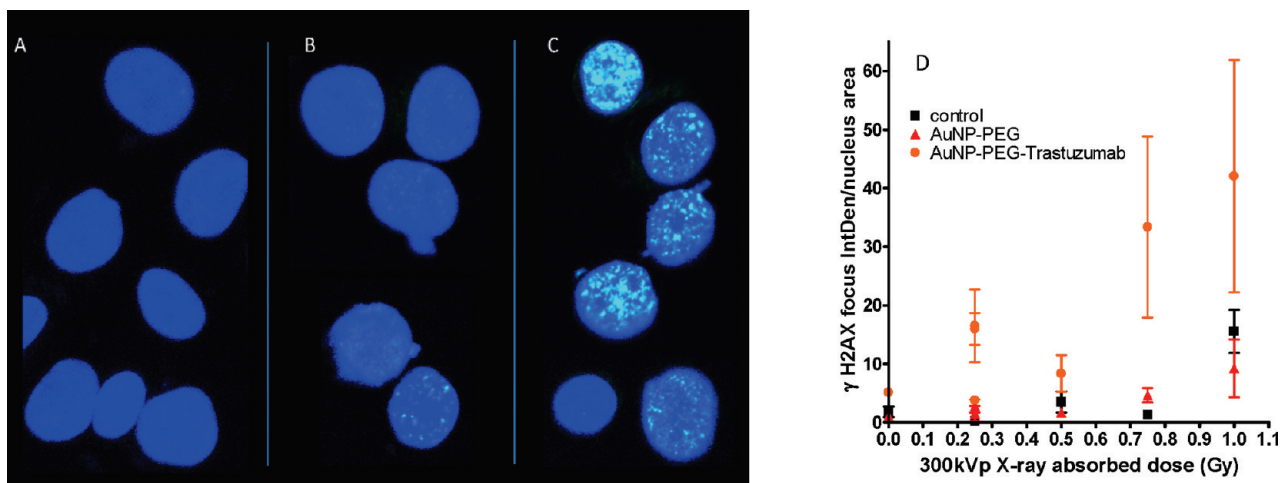 A
B
C
D
γ H2AX focus IntDen/nucleus area
60
50
40
30
20
10
0
control
AuNP-PEG
AuNP-PEG-Trastuzumab
0.0 0.1 0.2 0.3 0.4 0.5 0.6 0.7 0.8 0.9 1.0 1.1
300kVp X-ray absorbed dose (Gy)